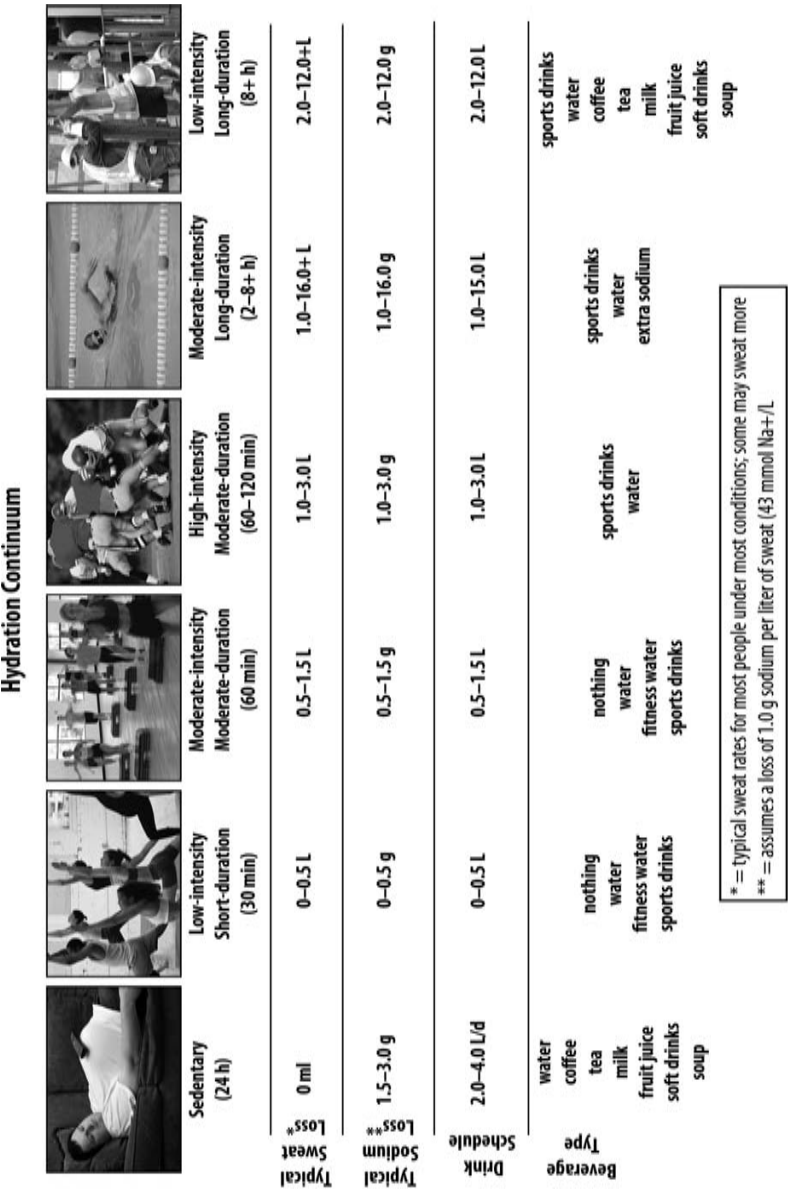 Hydration Continuum
Sedentary
(24 h)
Low-intensity
Short-duration
(30 min)
Moderate-intensity
Moderate-duration
(60 min)
High-intensity
Moderate-duration
(60–120 min)
Moderate-intensity
Long-duration
(2–8+ h)
Low-intensity
Long-duration
(8+ h)
Typical
Sweat
Loss*
0 ml
0–0.5 L
0.5–1.5 L
1.0–3.0 L
1.0–16.0+ L
2.0–12.0+L
Typical
Sodium
Loss**
1.5–3.0 g
0–0.5 g
0.5–1.5 g
1.0–3.0 g
1.0–16.0 g
2.0–12.0 g
Drink
Schedule
2.0–4.0 L/d
0–0.5 L
0.5–1.5 L
1.0–3.0 L
1.0–15.0 L
2.0–12.0 L
Beverage
Type
water
coffee
tea
milk
fruit juice
soft drinks
soup
nothing
water
fitness water
sports drinks
nothing
water
fitness water
sports drinks
sports drinks
water
sports drinks
water
extra sodium
sports drinks
water
coffee
tea
milk
fruit juice
soft drinks
soup
* = typical sweat rates for most people under most conditions; some may sweat more
** = assumes a loss of 1.0 g sodium per liter of sweat (43 mmol Na+/L